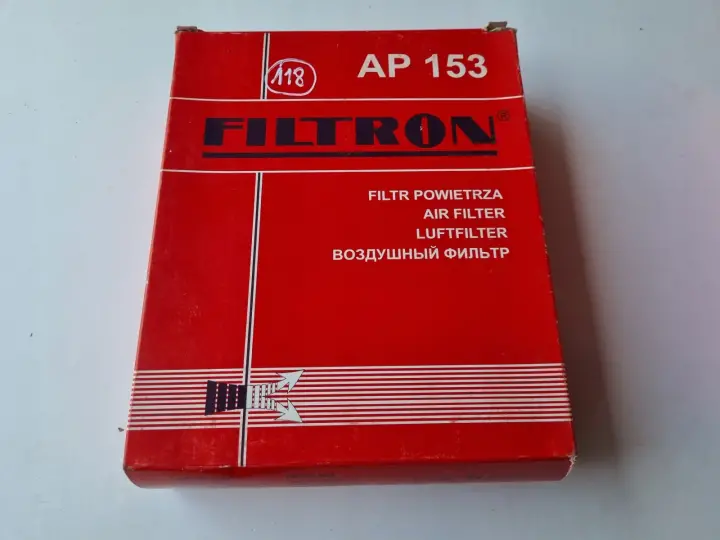 118
AP 153
FILTRON®
FILTR POWIETRZA
AIR FILTER
LUFTFILTER
ВОЗДУШНЫЙ ФИЛЬТР